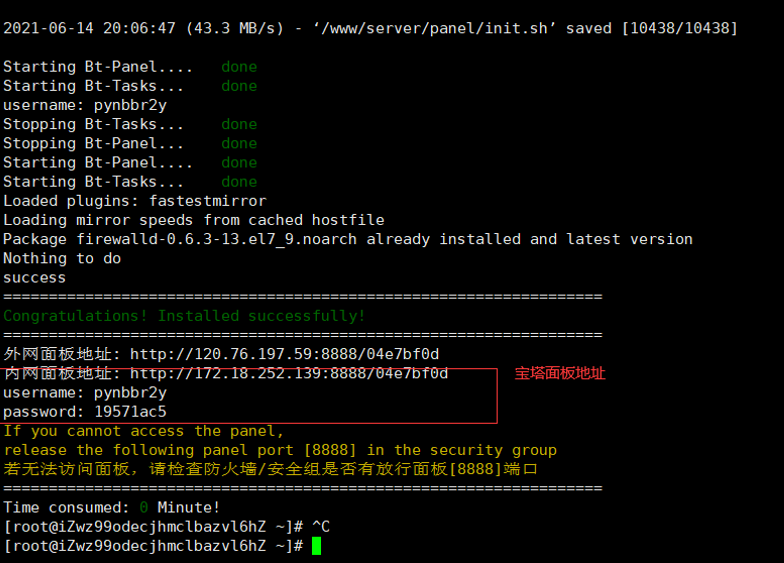 2021-06-14 20:06:47 (43.3 MB/s) - ‘/www/server/panel/init.sh’ saved [10438/10438]
Starting Bt-Panel.... done
Starting Bt-Tasks... done
username: pynbbr2y
Stopping Bt-Tasks... done
Stopping Bt-Panel... done
Starting Bt-Panel.... done
Starting Bt-Tasks... done
Loaded plugins: fastestmirror
Loading mirror speeds from cached hostfile
Package firewalld-0.6.3-13.el7_9.noarch already installed and latest version
Nothing to do
success
==================================================================
Congratulations! Installed successfully!
==================================================================
外网面板地址: http://120.76.197.59:8888/04e7bf0d
内网面板地址: http://172.18.252.139:8888/04e7bf0d
宝塔面板地址
username: pynbbr2y
password: 19571ac5
If you cannot access the panel,
release the following panel port [8888] in the security group
若无法访问面板，请检查防火墙/安全组是否有放行面板[8888]端口
==================================================================
Time consumed: 0 Minute!
[root@iZwz99odecjhmclbazvl6hZ ~]# ^C
[root@iZwz99odecjhmclbazvl6hZ ~]#